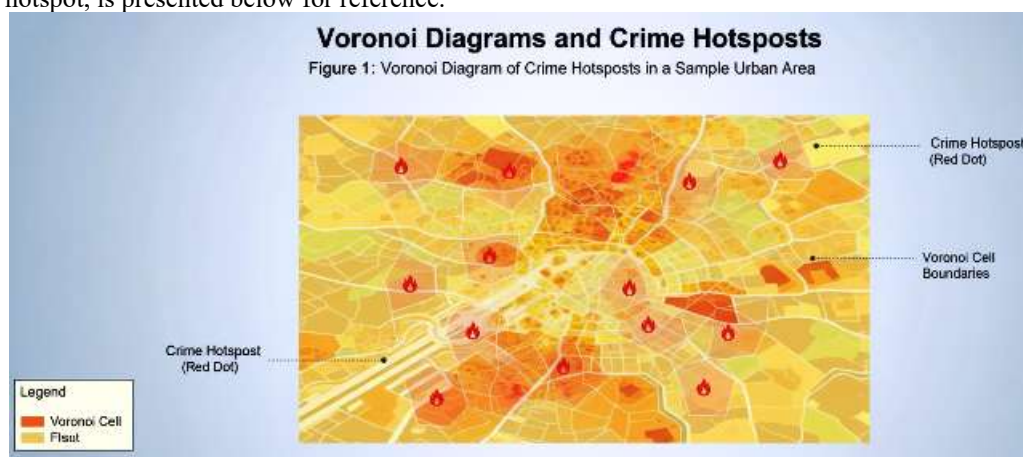 hotspot, is presented below for reference.
Voronoi Diagrams and Crime Hotsposts
Figure 1: Voronoi Diagram of Crime Hotsposts in a Sample Urban Area
Crime Hotspost
(Red Dot)
Voronoi Cell
Boundaries
Crime Hotspost
(Red Dot)
Legend
Voronoi Cell
Flsut